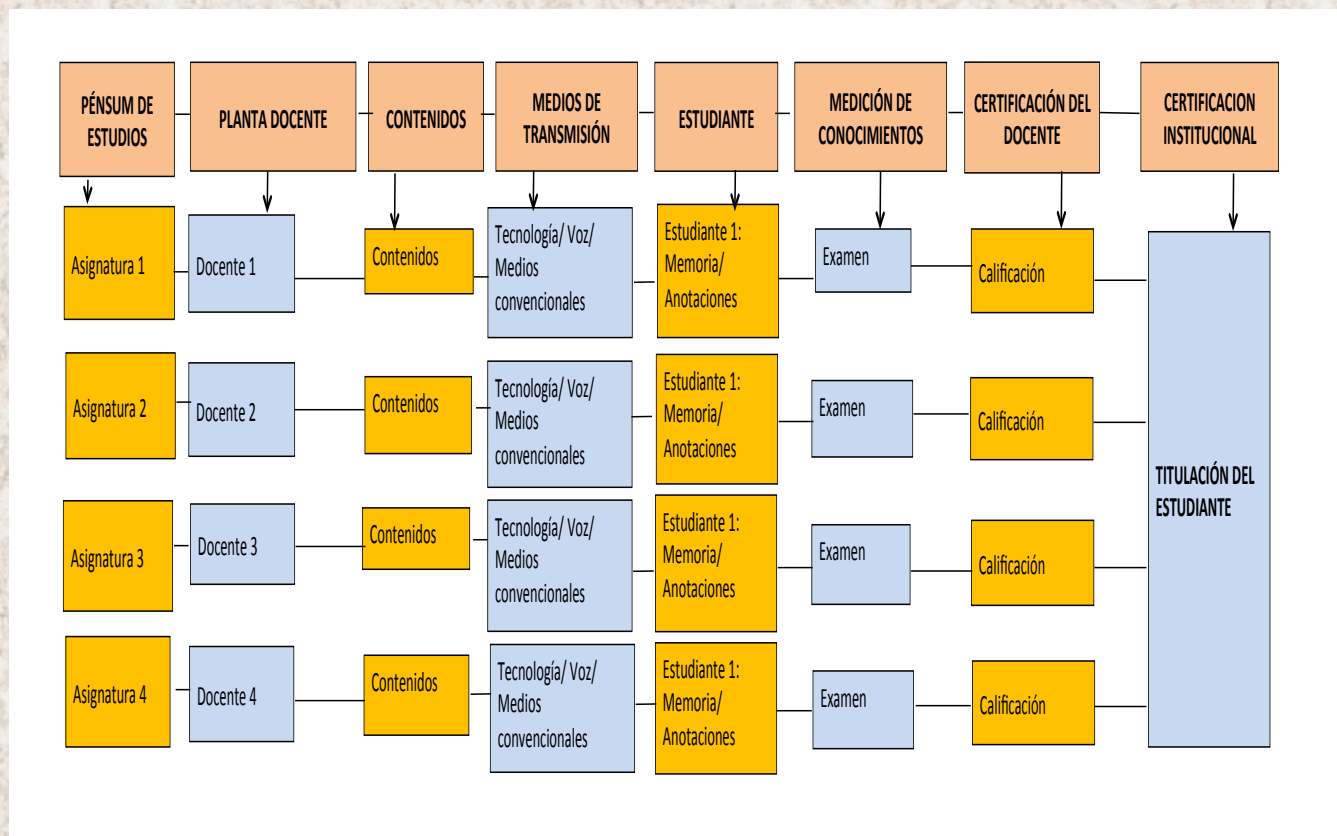 PÉNSUM DE
ESTUDIOS
PLANTA DOCENTE
CONTENIDOS
MEDIOS DE
TRANSMISIÓN
ESTUDIANTE
MEDICIÓN DE
CONOCIMIENTOS
CERTIFICACIÓN DEL
DOCENTE
CERTIFICACION
INSTITUCIONAL
Asignatura 1
Docente 1
Contenidos
Tecnología/ Voz/
Medios
convencionales
Estudiante 1:
Memoria/
Anotaciones
Examen
Calificación
Asignatura 2
Docente 2
Contenidos
Tecnología/ Voz/
Medios
convencionales
Estudiante 1:
Memoria/
Anotaciones
Examen
Calificación
TITULACIÓN DEL
ESTUDIANTE
Asignatura 3
Docente 3
Contenidos
Tecnología/ Voz/
Medios
convencionales
Estudiante 1:
Memoria/
Anotaciones
Examen
Calificación
Asignatura 4
Docente 4
Contenidos
Tecnología/ Voz/
Medios
convencionales
Estudiante 1:
Memoria/
Anotaciones
Examen
Calificación